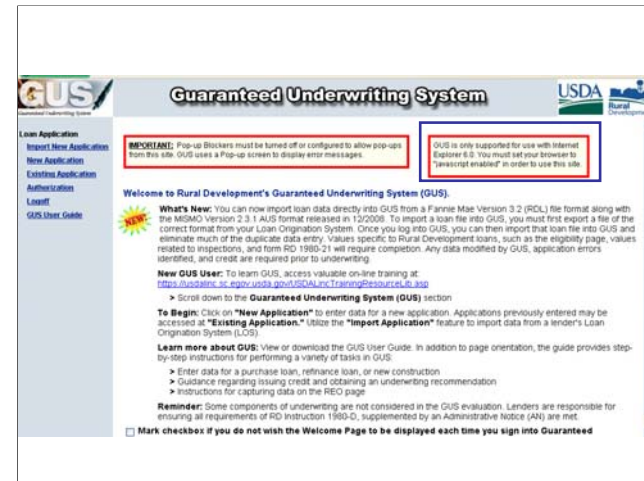 GUS
Guaranteed Underwriting System
Guaranteed Underwriting System
USDA
Rural
Development
Loan Application
Import New Application
New Application
Existing Application
Authorization
Logoff
GUS User Guide
IMPORTANT: Pop-up Blockers must be turned off or configured to allow pop-ups
from this site. GUS uses a Pop-up screen to display error messages.
GUS is only supported for use with Internet
Explorer 6.0. You must set your browser to
"javascript enabled" in order to use this site.
Welcome to Rural Development's Guaranteed Underwriting System (GUS).
NEW!
What's New: You can now import loan data directly into GUS from a Fannie Mae Version 3.2 (RDL) file format along with
the MISMO Version 2.3.1 AUS format released in 12/2008. To import a loan file into GUS, you must first export a file of the
correct format from your Loan Origination System. Once you log into GUS, you can then import that loan file into GUS and
eliminate much of the duplicate data entry. Values specific to Rural Development loans, such as the eligibility page, values
related to inspections, and form RD 1980-21 will require completion. Any data modified by GUS, application errors
identified, and credit are required prior to underwriting.
New GUS User: To learn GUS, access valuable on-line training at:
https://usdalinc.sc.egov.usda.gov/USDALincTrainingResourceLib.asp
> Scroll down to the Guaranteed Underwriting System (GUS) section
To Begin: Click on "New Application" to enter data for a new application. Applications previously entered may be
accessed at "Existing Application." Utilize the "Import Application" feature to import data from a lender's Loan
Origination System (LOS).
Learn more about GUS: View or download the GUS User Guide. In addition to page orientation, the guide provides step-
by-step instructions for performing a variety of tasks in GUS:
> Enter data for a purchase loan, refinance loan, or new construction
> Guidance regarding issuing credit and obtaining an underwriting recommendation
> Instructions for capturing data on the REO page
Reminder: Some components of underwriting are not considered in the GUS evaluation. Lenders are responsible for
ensuring all requirements of RD Instruction 1980-D, supplemented by an Administrative Notice (AN) are met.
Mark checkbox if you do not wish the Welcome Page to be displayed each time you sign into Guaranteed